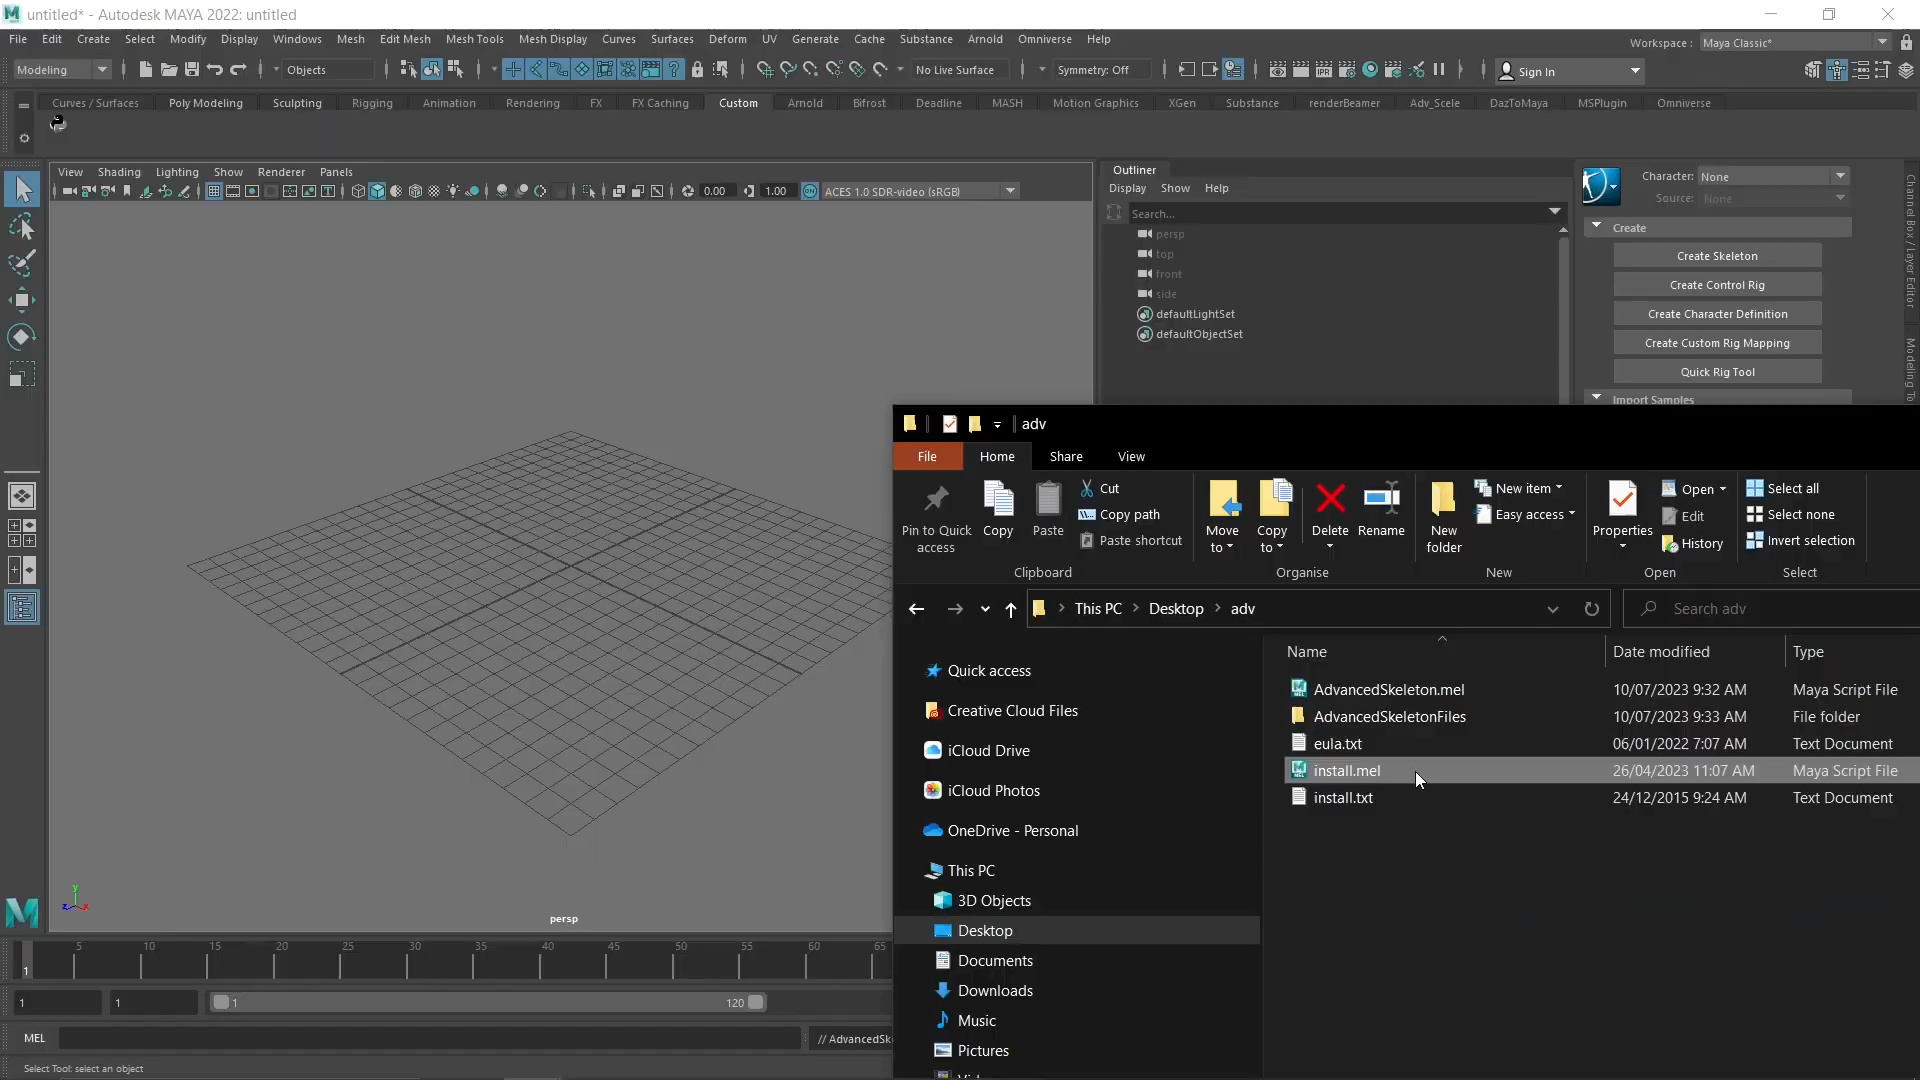 untitled* - Autodesk MAYA 2022: untitled
File Edit Create Select Modify Display Windows Mesh Edit Mesh Mesh Tools Mesh Display Curves Surfaces Deform UV Generate Cache Substance Arnold Omniverse Help
Workspace : Maya Classic*
Modeling Objects No Live Surface Symmetry: Off Sign In
Curves / Surfaces Poly Modeling Sculpting Rigging Animation Rendering FX FX Caching Custom Arnold Bifrost Deadline MASH Motion Graphics XGen Substance renderBeamer Adv_Scele DazToMaya MSPlugin Omniverse
View Shading Lighting Show Renderer Panels
0.00 1.00 ACES 1.0 SDR-video (sRGB)
persp
Outliner
Display Show Help
Search...
persp
top
front
side
defaultLightSet
defaultObjectSet
Character: None
Source: None
Create
Create Skeleton
Create Control Rig
Create Character Definition
Create Custom Rig Mapping
Quick Rig Tool
Import Samples
Channel Box / Layer Editor
Modeling To
adv
File Home Share View
Pin to Quick access
Copy
Paste
Cut
Copy path
Paste shortcut
Clipboard
Move to
Copy to
Delete
Rename
Organise
New folder
New item
Easy access
New
Properties
Open
Edit
History
Open
Select all
Select none
Invert selection
Select
This PC Desktop adv
Search adv
Quick access
Creative Cloud Files
iCloud Drive
iCloud Photos
OneDrive - Personal
This PC
3D Objects
Desktop
Documents
Downloads
Music
Pictures
Name Date modified Type
AdvancedSkeleton.mel 10/07/2023 9:32 AM Maya Script File
AdvancedSkeletonFiles 10/07/2023 9:33 AM File folder
eula.txt 06/01/2022 7:07 AM Text Document
install.mel 26/04/2023 11:07 AM Maya Script File
install.txt 24/12/2015 9:24 AM Text Document
5 10 15 20 25 30 35 40 45 50 55 60 65
1
1 1 1 120
MEL // AdvancedSk
Select Tool: select an object